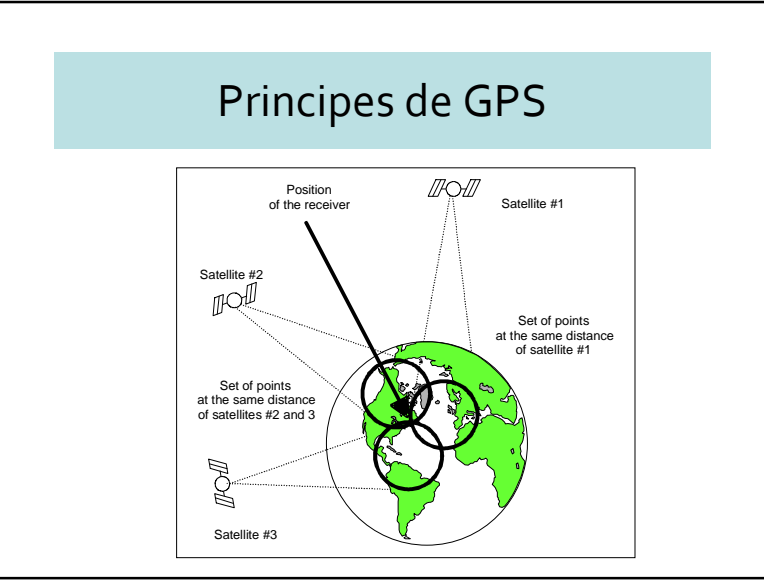 Principes de GPS
Position
of the receiver
Satellite #1
Satellite #2
Set of points
at the same distance
of satellite #1
Set of points
at the same distance
of satellites #2 and 3
Satellite #3